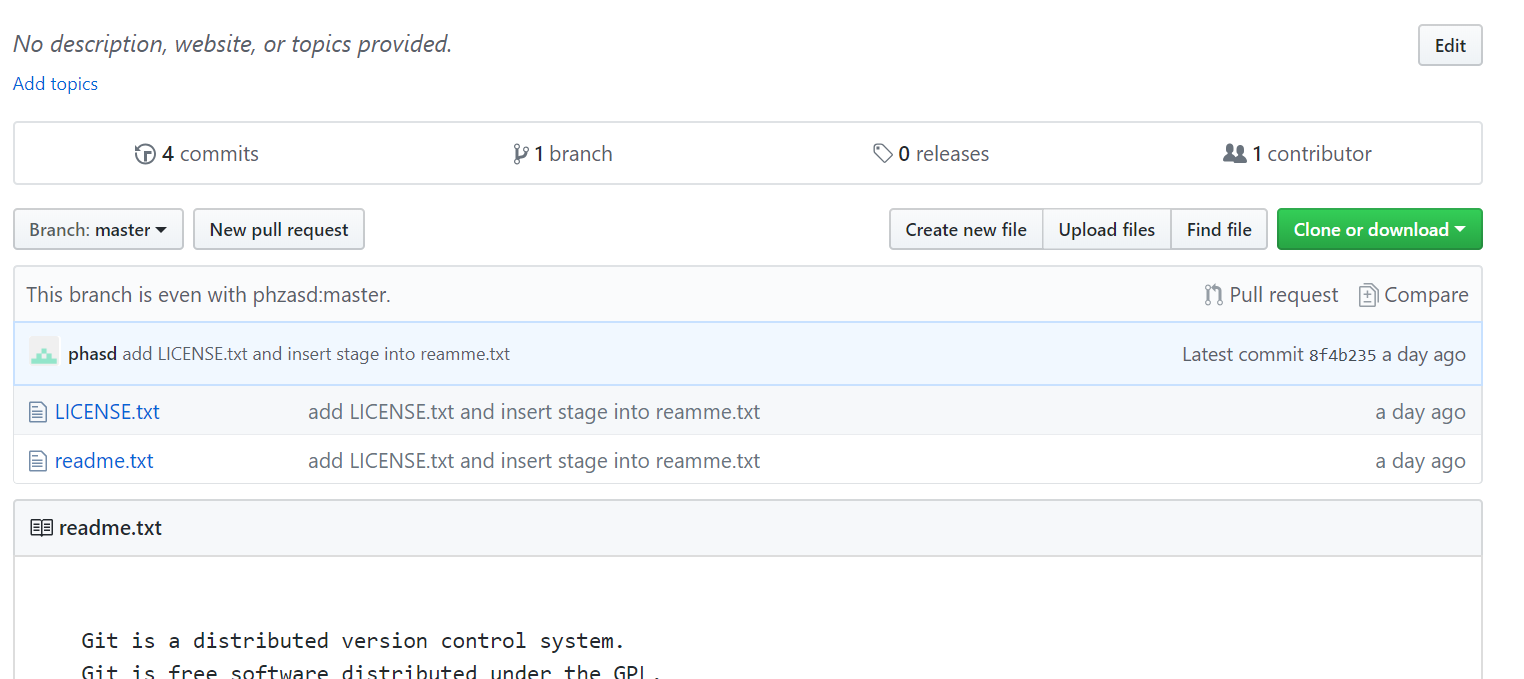 No description, website, or topics provided.
Edit
Add topics
4 commits
1 branch
0 releases
1 contributor
Branch: master
New pull request
Create new file
Upload files
Find file
Clone or download
This branch is even with phzasd:master.
Pull request
Compare
phasd add LICENSE.txt and insert stage into reamme.txt
Latest commit 8f4b235 a day ago
LICENSE.txt
add LICENSE.txt and insert stage into reamme.txt
a day ago
readme.txt
add LICENSE.txt and insert stage into reamme.txt
a day ago
readme.txt
Git is a distributed version control system.
Git is free software distributed under the GPL.